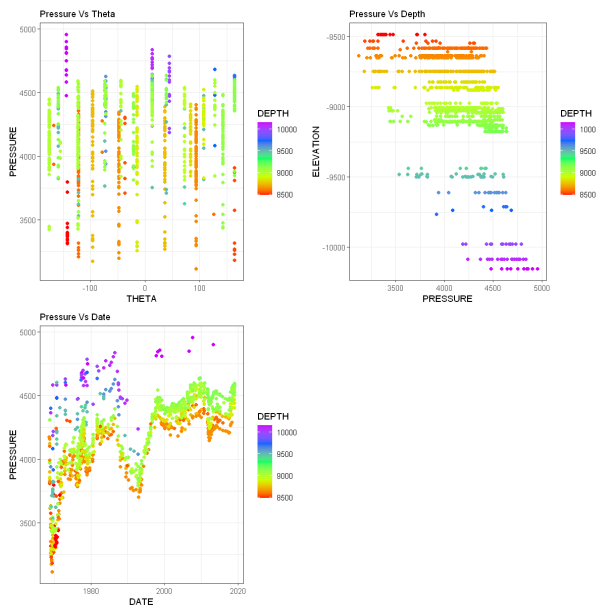 Pressure Vs Theta
PRESSURE
5000
4500
4000
3500
-100
0
100
THETA
DEPTH
10000
9500
9000
8500
Pressure Vs Depth
ELEVATION
-8500
-9000
-9500
-10000
3500
4000
4500
5000
PRESSURE
DEPTH
10000
9500
9000
8500
Pressure Vs Date
PRESSURE
5000
4500
4000
3500
1980
2000
2020
DATE
DEPTH
10000
9500
9000
8500